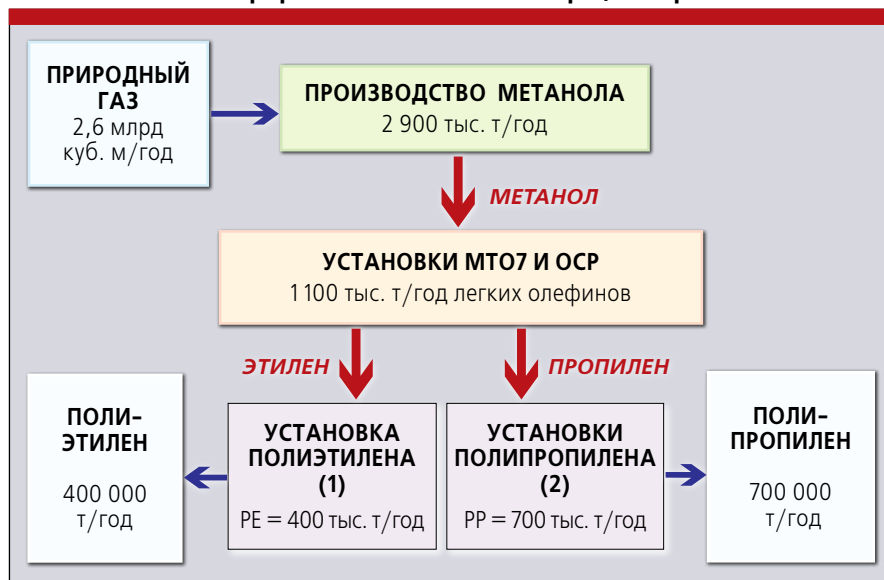 ПРИРОДНЫЙ
ГАЗ
2,6 млрд
куб. м/год
ПРОИЗВОДСТВО МЕТАНОЛА
2 900 тыс. т/год
МЕТАНОЛ
УСТАНОВКИ МТО7 И ОСР
1 100 тыс. т/год легких олефинов
ЭТИЛЕН
ПРОПИЛЕН
ПОЛИ-
ЭТИЛЕН
400 000
т/год
УСТАНОВКА
ПОЛИЭТИЛЕНА
(1)
PE = 400 тыс. т/год
УСТАНОВКИ
ПОЛИПРОПИЛЕНА
(2)
PP = 700 тыс. т/год
ПОЛИ-
ПРОПИЛЕН
700 000
т/год